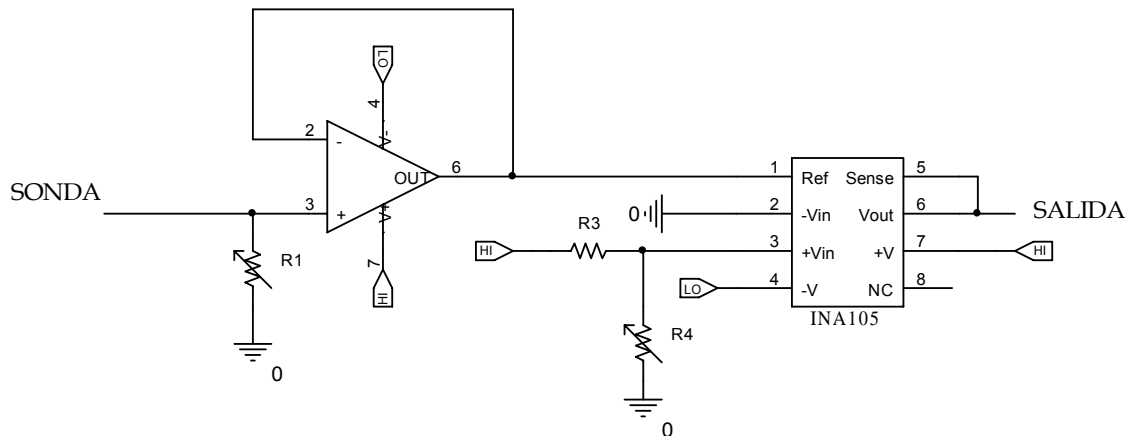 LO
4
V-
2
-
OUT
6
SONDA
3
+
V+
7
HI
R1
0
1
Ref
Sense
5
0
2
-Vin
Vout
6
SALIDA
R3
HI
3
+Vin
+V
7
HI
LO
4
-V
NC
8
INA105
R4
0